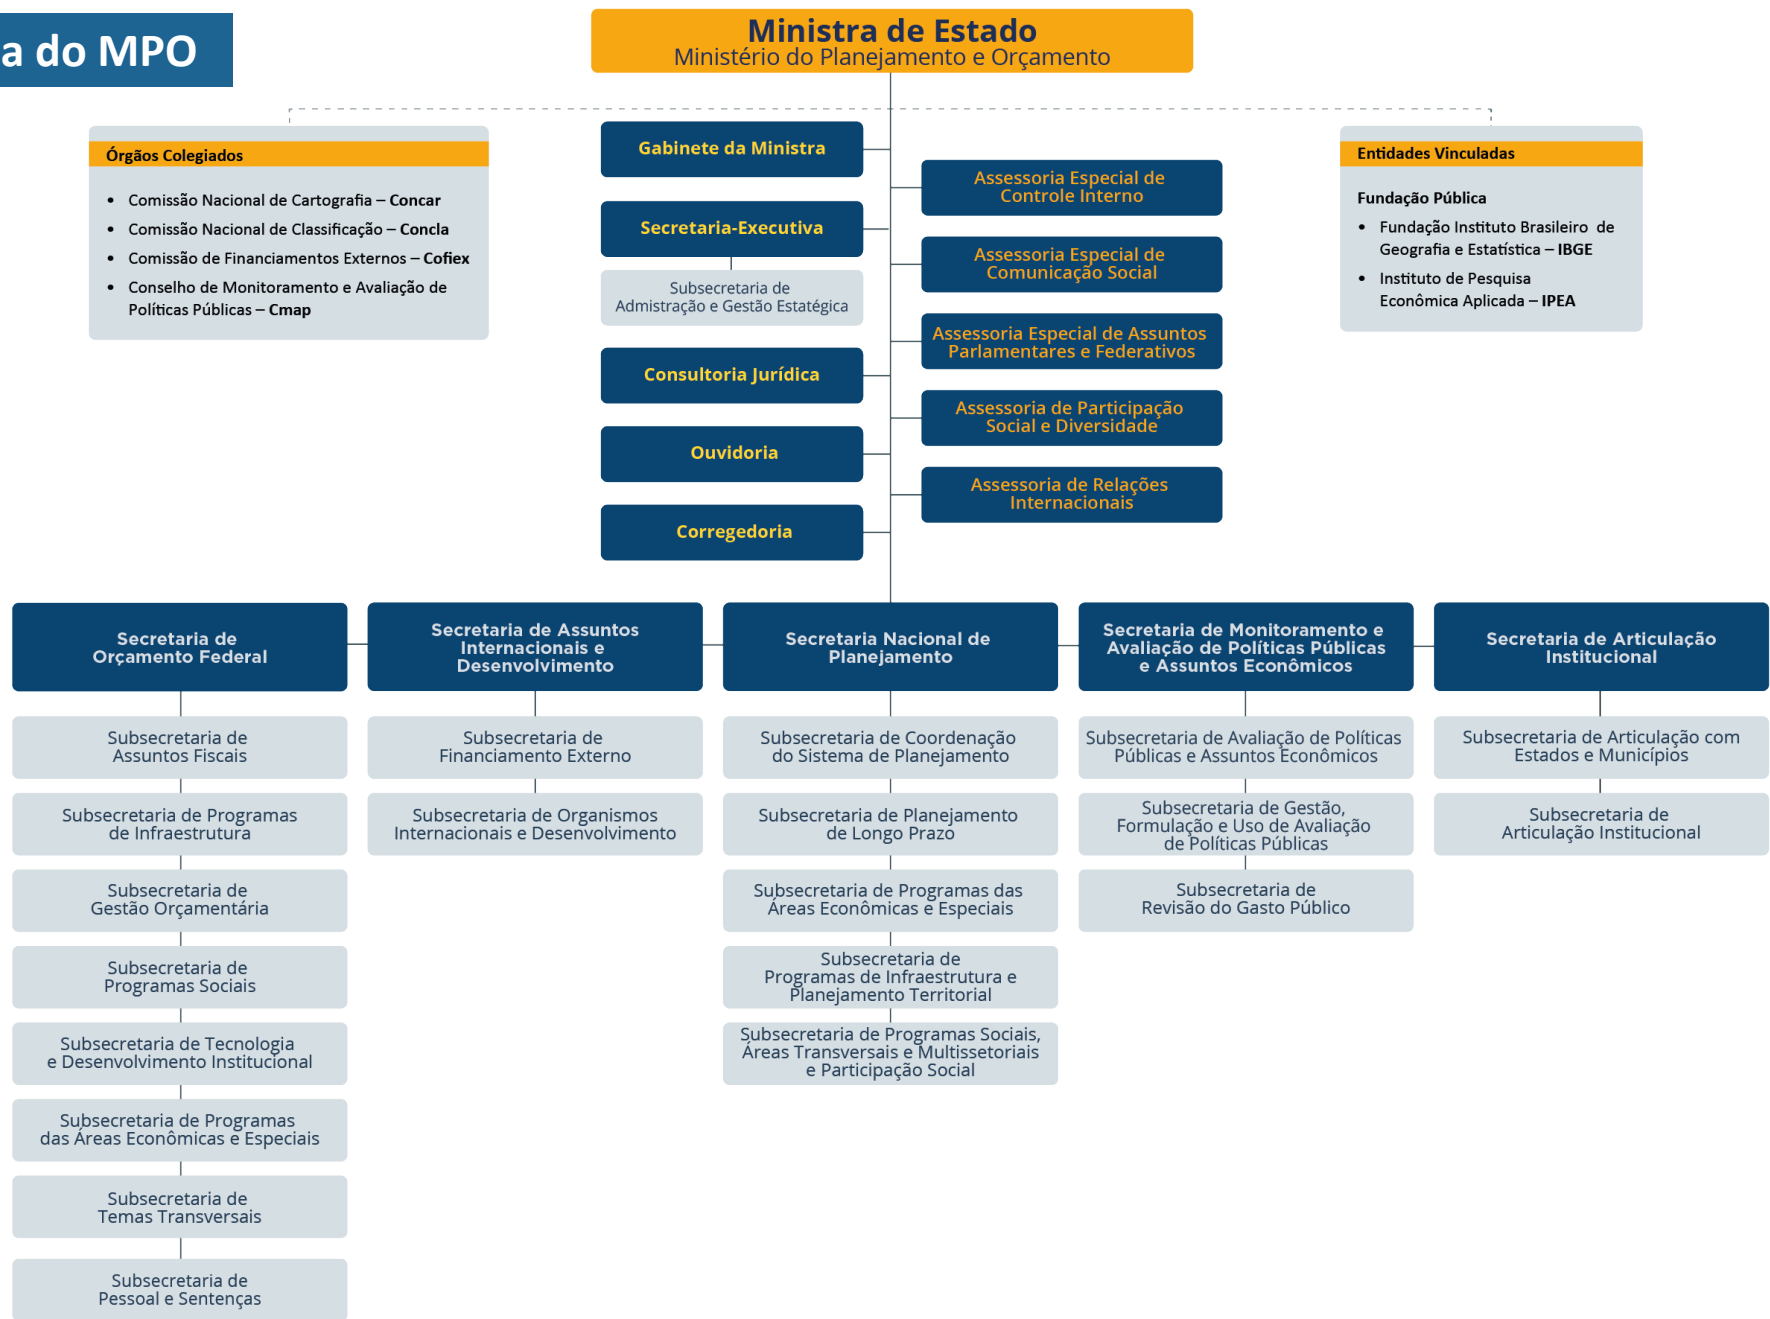 a do MPO
Ministra de Estado
Ministério do Planejamento e Orçamento
Órgãos Colegiados
• Comissão Nacional de Cartografia – Concar
• Comissão Nacional de Classificação – Concla
• Comissão de Financiamentos Externos – Cofiex
• Conselho de Monitoramento e Avaliação de
Políticas Públicas – Cmap
Gabinete da Ministra
Secretaria-Executiva
Subsecretaria de
Admistração e Gestão Estatégica
Consultoria Jurídica
Ouvidoria
Corregedoria
Assessoria Especial de
Controle Interno
Assessoria Especial de
Comunicação Social
Assessoria Especial de Assuntos
Parlamentares e Federativos
Assessoria de Participação
Social e Diversidade
Assessoria de Relações
Internacionais
Entidades Vinculadas
Fundação Pública
• Fundação Instituto Brasileiro de
Geografia e Estatística – IBGE
• Instituto de Pesquisa
Econômica Aplicada – IPEA
Secretaria de
Orçamento Federal
Subsecretaria de
Assuntos Fiscais
Subsecretaria de Programas
de Infraestrutura
Subsecretaria de
Gestão Orçamentária
Subsecretaria de
Programas Sociais
Subsecretaria de Tecnologia
e Desenvolvimento Institucional
Subsecretaria de Programas
das Áreas Econômicas e Especiais
Subsecretaria de
Temas Transversais
Subsecretaria de
Pessoal e Sentenças
Secretaria de Assuntos
Internacionais e
Desenvolvimento
Subsecretaria de
Financiamento Externo
Subsecretaria de Organismos
Internacionais e Desenvolvimento
Secretaria Nacional de
Planejamento
Subsecretaria de Coordenação
do Sistema de Planejamento
Subsecretaria de Planejamento
de Longo Prazo
Subsecretaria de Programas das
Áreas Econômicas e Especiais
Subsecretaria de
Programas de Infraestrutura e
Planejamento Territorial
Subsecretaria de Programas Sociais,
Áreas Transversais e Multissetoriais
e Participação Social
Secretaria de Monitoramento e
Avaliação de Políticas Públicas
e Assuntos Econômicos
Subsecretaria de Avaliação de Políticas
Públicas e Assuntos Econômicos
Subsecretaria de Gestão,
Formulação e Uso de Avaliação
de Políticas Públicas
Subsecretaria de
Revisão do Gasto Público
Secretaria de Articulação
Institucional
Subsecretaria de Articulação com
Estados e Municípios
Subsecretaria de
Articulação Institucional